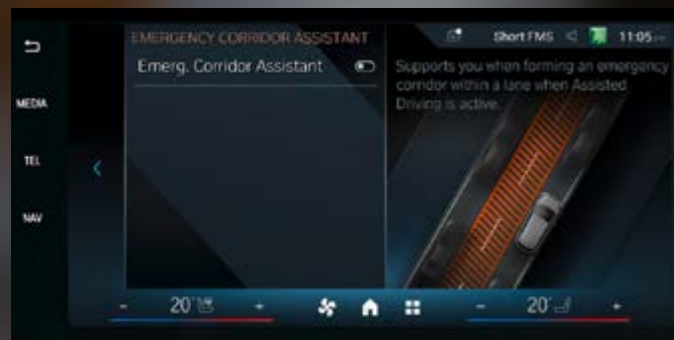 EMERGENCY CORRIDOR ASSISTANT
Short FMS
11:05
Emerg. Corridor Assistant
Supports you when forming an emergency
corridor within a lane when Assisted
Driving is active.
MEDIA
TEL
NAV
- 20° +
- 20° +